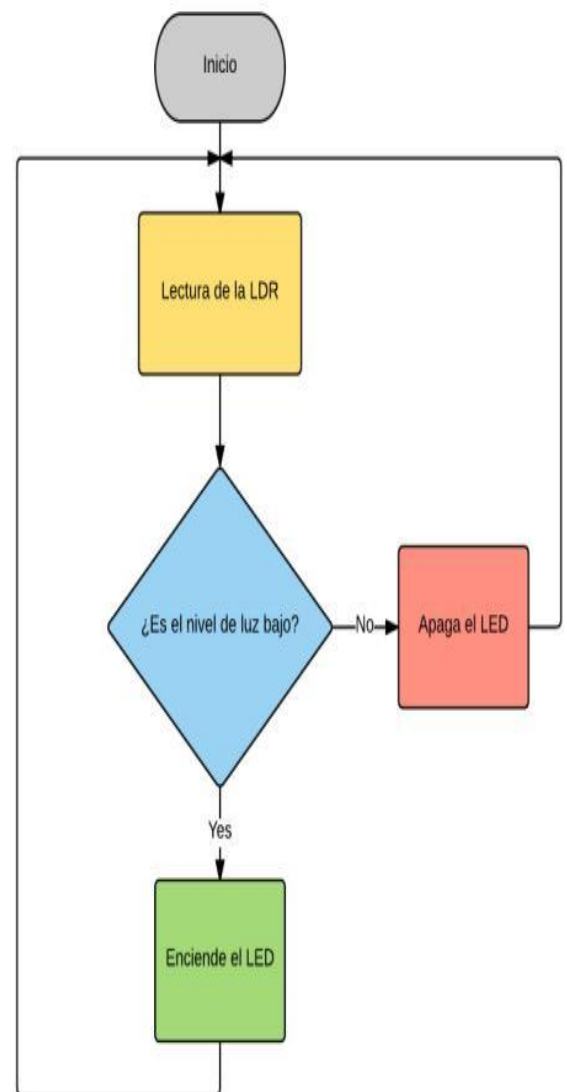 Inicio
Lectura de la LDR
¿Es el nivel de luz bajo?
No
Apaga el LED
Yes
Enciende el LED